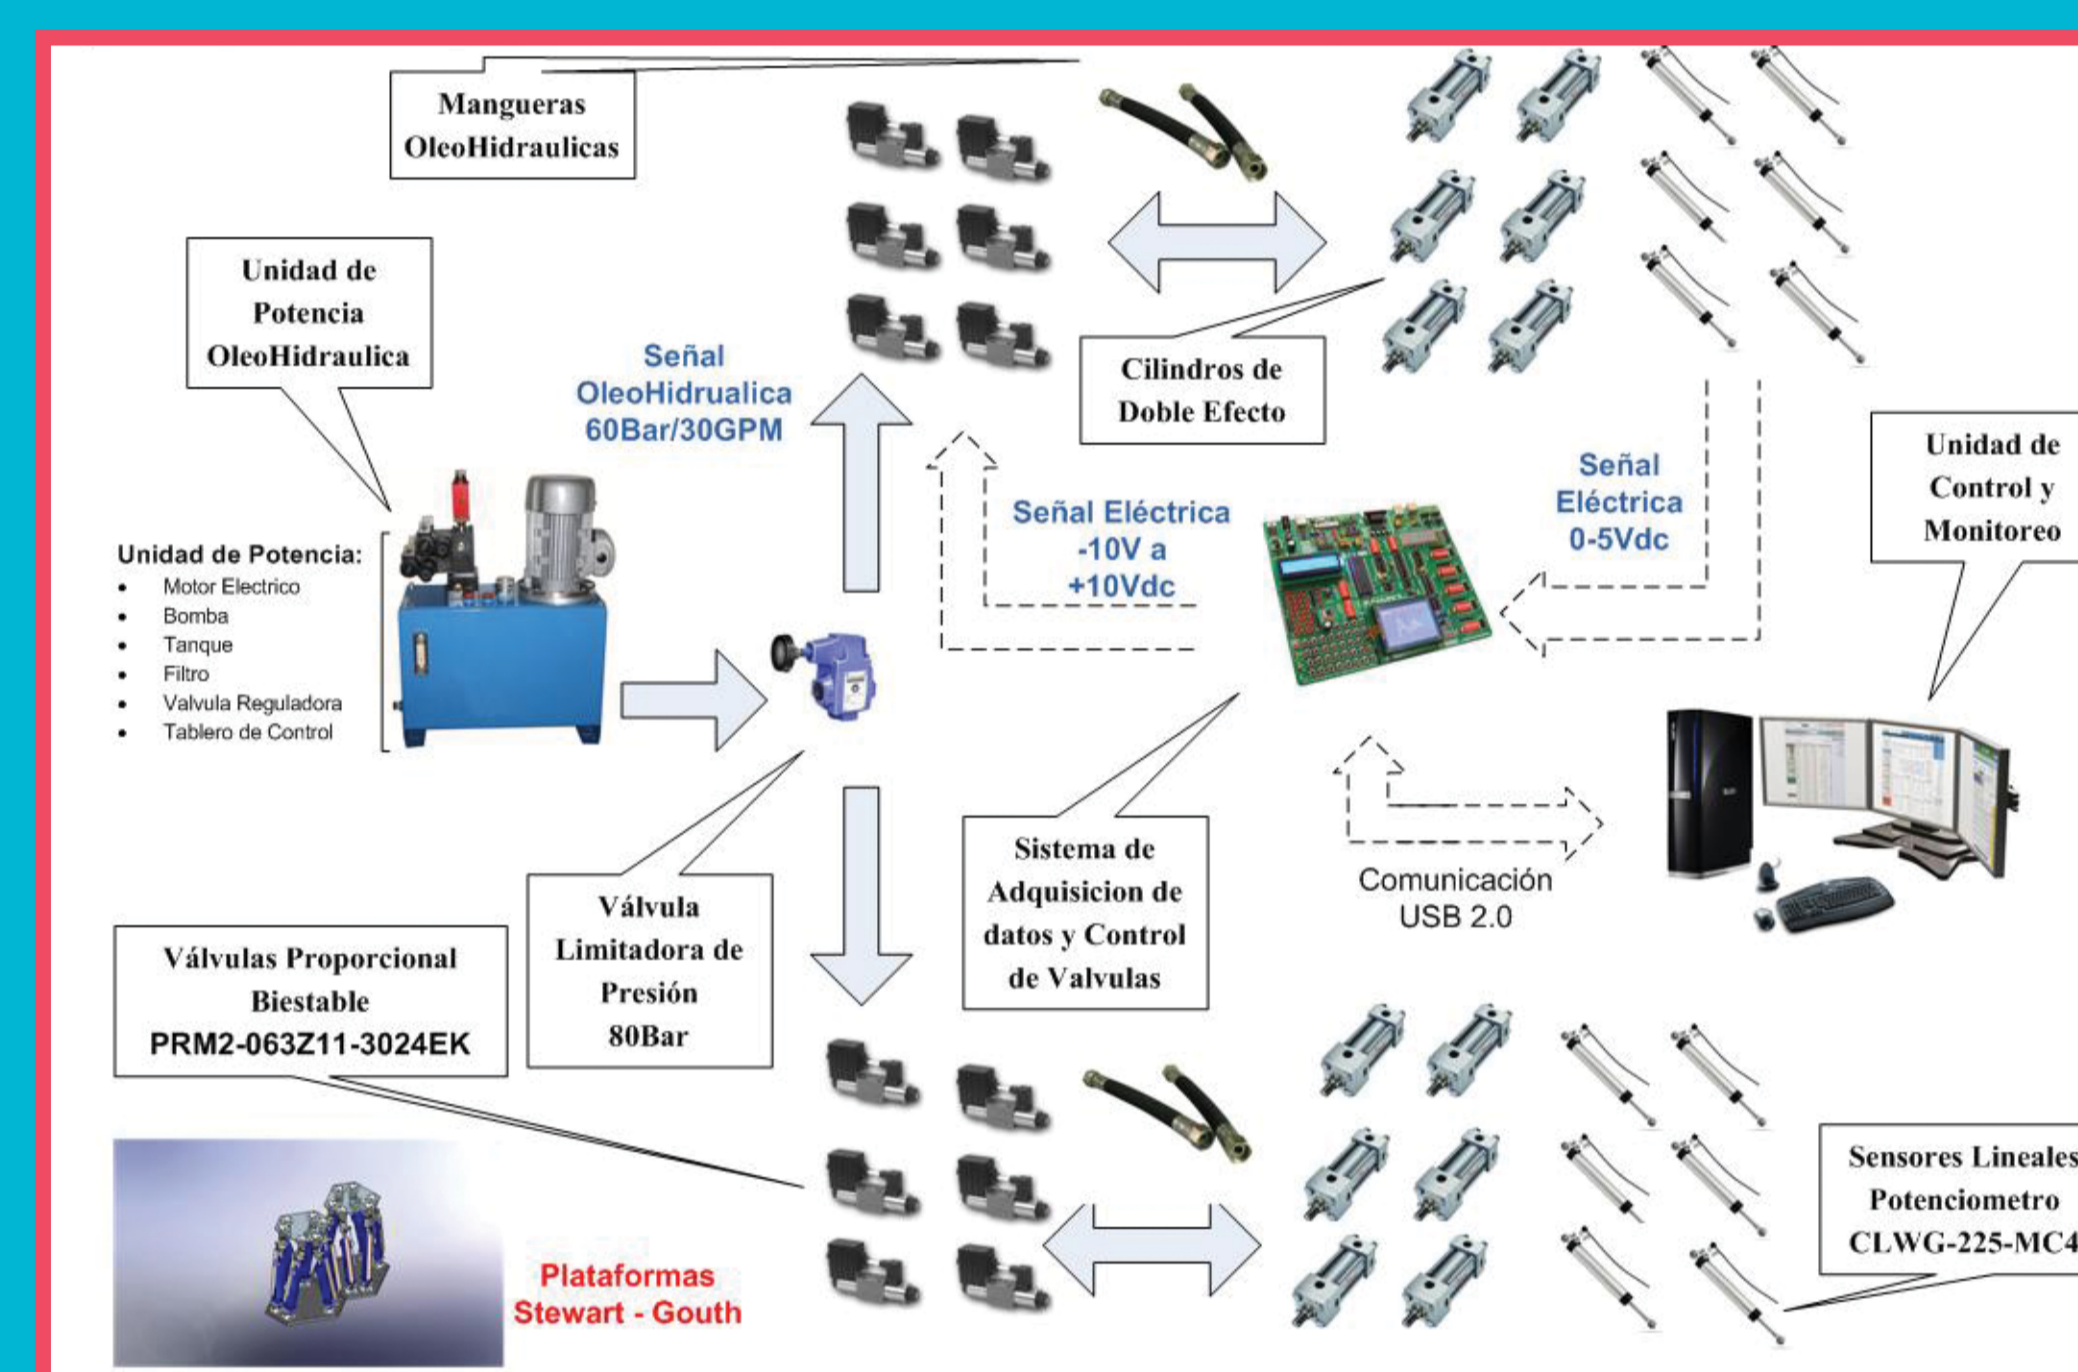 Mangueras
OleoHidraulicas
Unidad de
Potencia
OleoHidraulica
Señal
OleoHidrualica
60Bar/30GPM
Cilindros de
Doble Efecto
Señal Eléctrica
-10V a
+10Vdc
Señal
Eléctrica
0-5Vdc
Unidad de
Control y
Monitoreo
Unidad de Potencia:
• Motor Electrico
• Bomba
• Tanque
• Filtro
• Valvula Reguladora
• Tablero de Control
Válvula
Limitadora de
Presión
80Bar
Sistema de
Adquisicion de
datos y Control
de Valvulas
Comunicación
USB 2.0
Válvulas Proporcional
Biestable
PRM2-063Z11-3024EK
Plataformas
Stewart - Gouth
Sensores Lineales
Potenciometro
CLWG-225-MC4